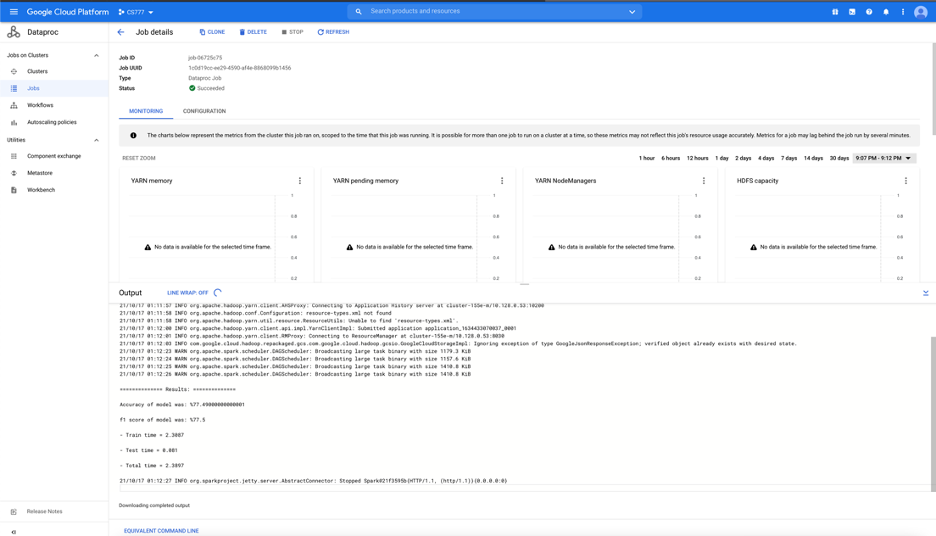 Google Cloud Platform CS777 Search products and resources
Dataproc Job details CLONE DELETE STOP REFRESH
Jobs on Clusters
Clusters
Jobs
Workflows
Autoscaling policies
Utilities
Component exchange
Metastore
Workbench
Release Notes
Job ID job-06725c75
Job UUID
Type Dataproc Job
Status Succeeded
MONITORING CONFIGURATION
The charts below represent the metrics from the cluster this job ran on, scoped to the time that this job was running. It is possible for more than one job to run on a cluster at a time, so these metrics may not reflect this job's resource usage accurately. Metrics for a job may lag behind the job run by several minutes.
RESET ZOOM 1 hour 6 hours 12 hours 1 day 2 days 4 days 7 days 14 days 30 days 9:07 PM - 9:12 PM
YARN memory YARN pending memory YARN NodeManagers HDFS capacity
1 1 1 1
0.8 0.8 0.8 0.8
0.6 0.6 0.6 0.6
No data is available for the selected time frame. No data is available for the selected time frame. No data is available for the selected time frame. No data is available for the selected time frame.
0.4 0.4 0.4 0.4
0.2 0.2 0.2 0.2
Output LINE WRAP: OFF
21/10/17 01:11:57 INFO org.apache.hadoop.yarn.client.AHSProxy: Connecting to Application History server at cluster-155e-m/10.128.0.53:10200
21/10/17 01:11:58 INFO org.apache.hadoop.conf.Configuration: resource-types.xml not found
21/10/17 01:11:58 INFO org.apache.hadoop.yarn.util.resource.ResourceUtils: Unable to find 'resource-types.xml'.
21/10/17 01:12:00 INFO org.apache.hadoop.yarn.client.api.impl.YarnClientImpl: Submitted application application_1634433070037_0001
21/10/17 01:12:01 INFO org.apache.hadoop.yarn.client.RMProxy: Connecting to ResourceManager at cluster-155e-m/10.128.0.53:8030
21/10/17 01:12:03 INFO com.google.cloud.hadoop.repackaged.gcs.com.google.cloud.hadoop.gcsio.GoogleCloudStorageImpl: Ignoring exception of type GoogleJsonResponseException; verified object already exists with desired state.
21/10/17 01:12:23 WARN org.apache.spark.scheduler.DAGScheduler: Broadcasting large task binary with size 1179.3 KiB
21/10/17 01:12:24 WARN org.apache.spark.scheduler.DAGScheduler: Broadcasting large task binary with size 1157.6 KiB
21/10/17 01:12:25 WARN org.apache.spark.scheduler.DAGScheduler: Broadcasting large task binary with size 1410.8 KiB
21/10/17 01:12:26 WARN org.apache.spark.scheduler.DAGScheduler: Broadcasting large task binary with size 1410.8 KiB
============== Results: ==============
Accuracy of model was: %77.49000000000001
f1 score of model was: %77.5
- Train time = 2.3087
- Test time = 0.081
- Total time = 2.3897
21/10/17 01:12:27 INFO org.sparkproject.jetty.server.AbstractConnector: Stopped Spark@21f3595b{HTTP/1.1, (http/1.1)}{0.0.0.0:0}
Downloading completed output
EQUIVALENT COMMAND LINE